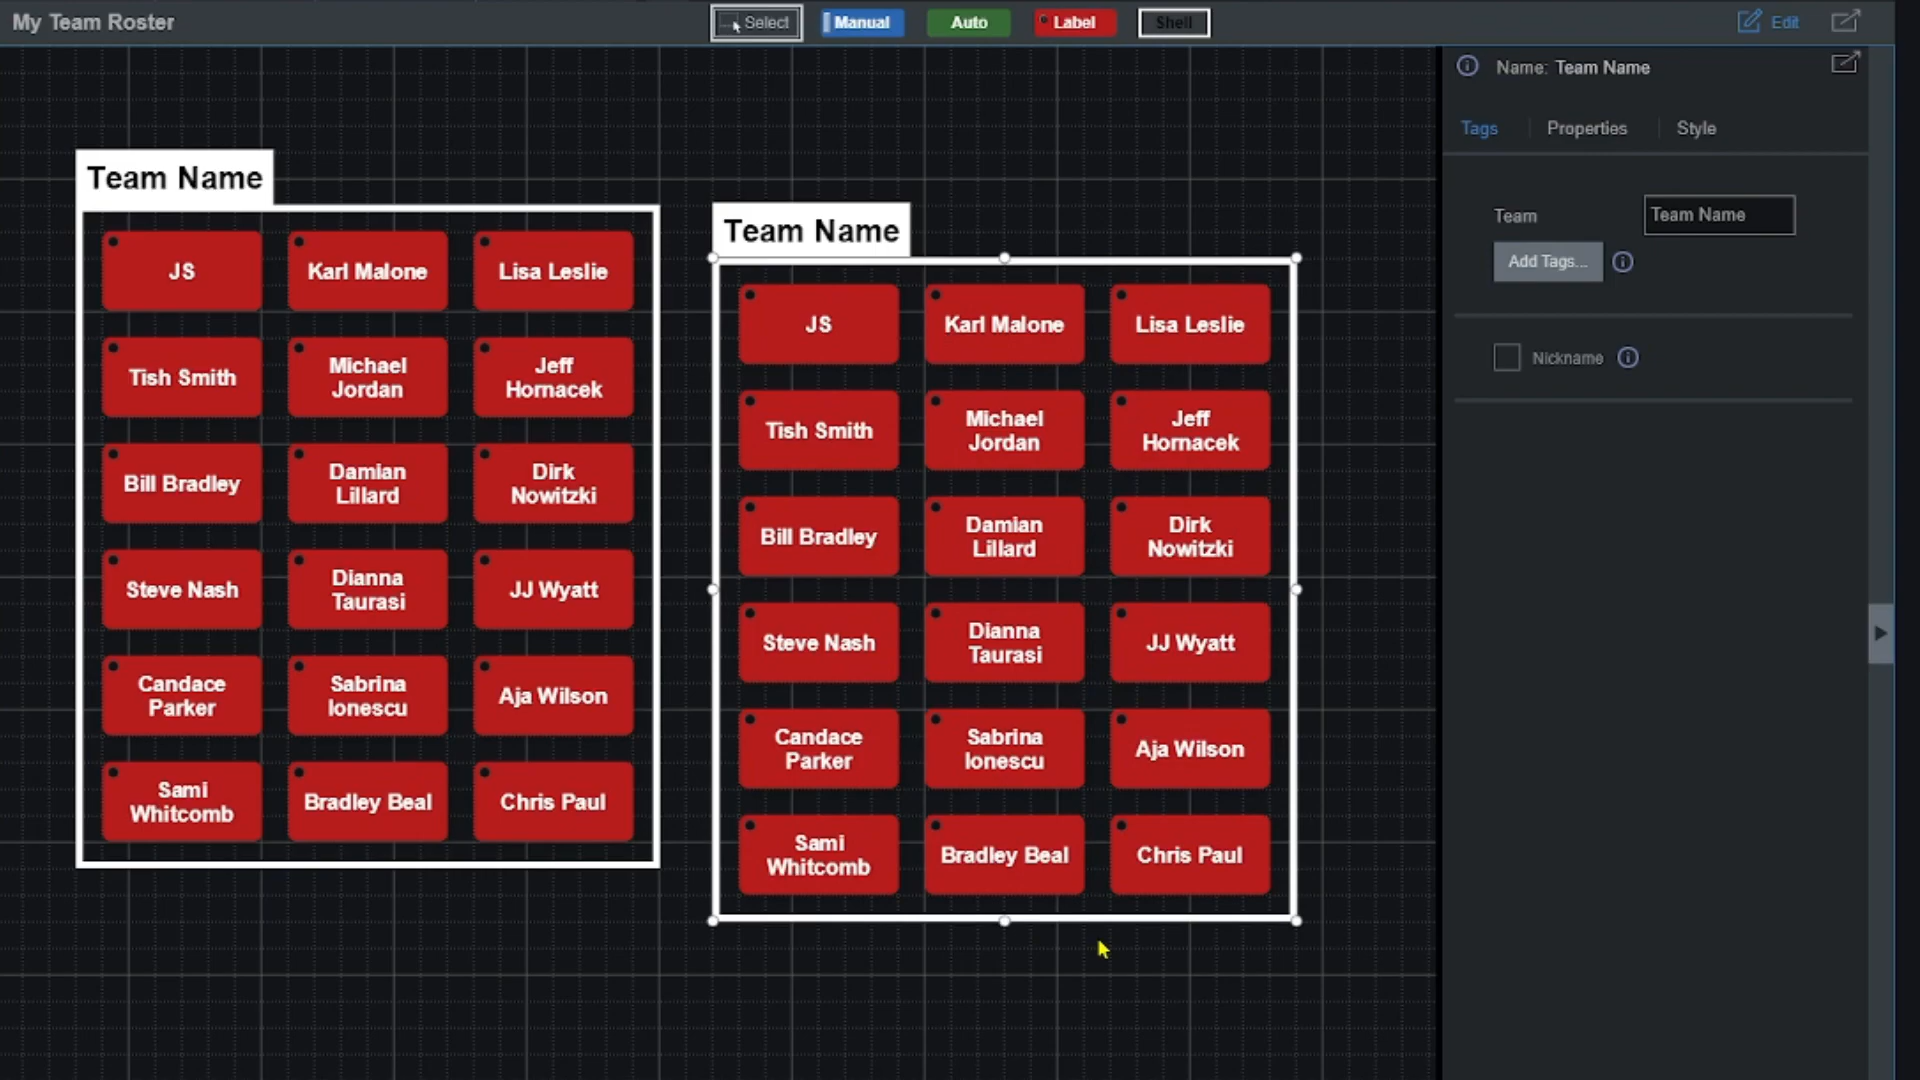 My Team Roster
Select
Manual
Auto
Label
Shell
Edit
Name: Team Name
Tags
Properties
Style
Team
Team Name
Add Tags...
Nickname
Team Name
JS
Karl Malone
Lisa Leslie
Tish Smith
Michael
Jordan
Jeff
Hornacek
Bill Bradley
Damian
Lillard
Dirk
Nowitzki
Steve Nash
Dianna
Taurasi
JJ Wyatt
Candace
Parker
Sabrina
Ionescu
Aja Wilson
Sami
Whitcomb
Bradley Beal
Chris Paul
Team Name
JS
Karl Malone
Lisa Leslie
Tish Smith
Michael
Jordan
Jeff
Hornacek
Bill Bradley
Damian
Lillard
Dirk
Nowitzki
Steve Nash
Dianna
Taurasi
JJ Wyatt
Candace
Parker
Sabrina
Ionescu
Aja Wilson
Sami
Whitcomb
Bradley Beal
Chris Paul